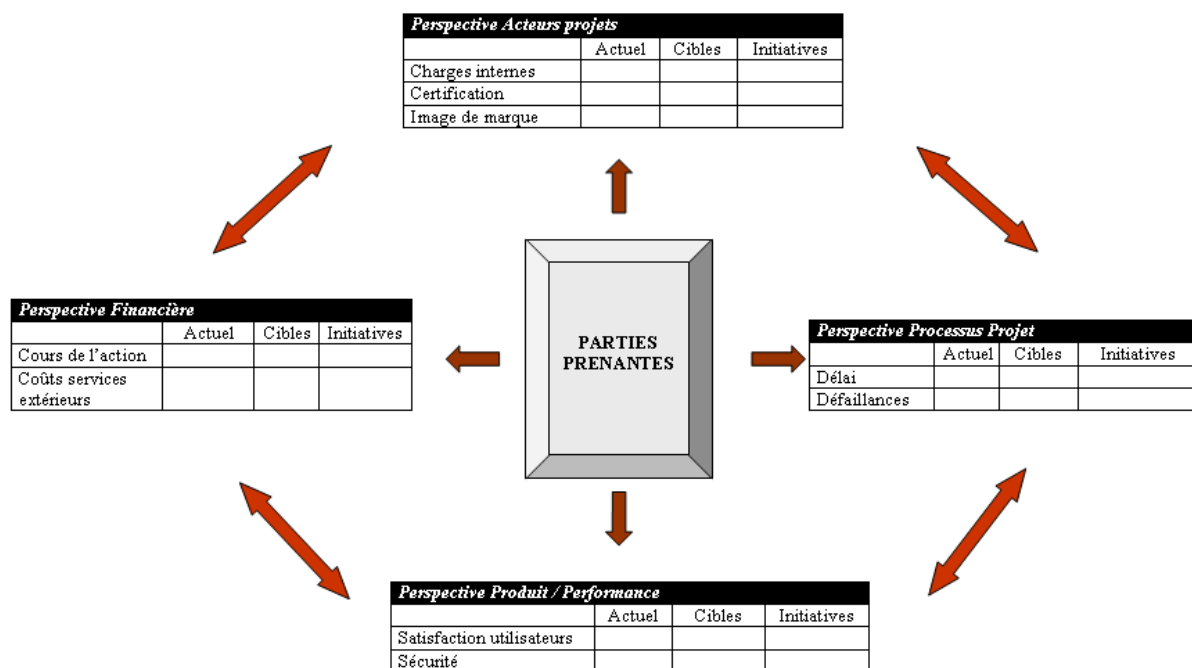 Perspective Acteurs projets
Actuel Cibles Initiatives
Charges internes
Certification
Image de marque
Perspective Financière
Actuel Cibles Initiatives
Cours de l'action
Coûts services
extérieurs
PARTIES
PRENANTES
Perspective Processus Projet
Actuel Cibles Initiatives
Délai
Défaillances
Perspective Produit / Performance
Actuel Cibles Initiatives
Satisfaction utilisateurs
Sécurité